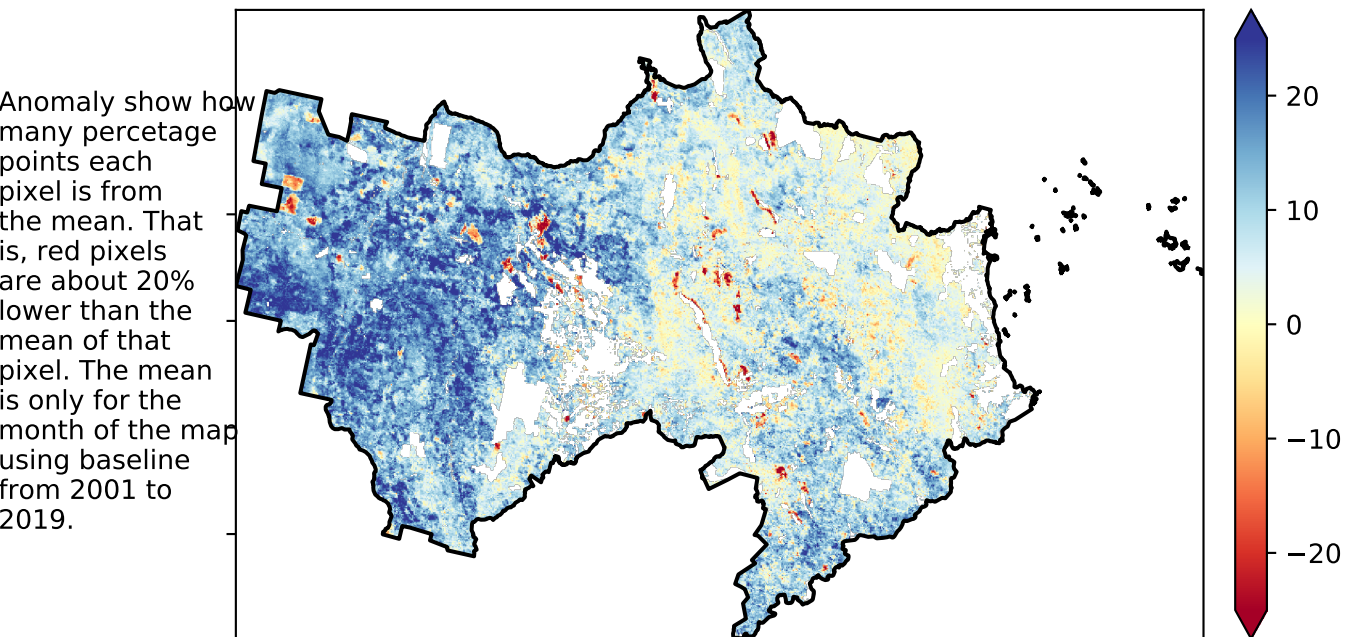 Anomaly show how
many percetage
points each
pixel is from
the mean. That
is, red pixels
are about 20%
lower than the
mean of that
pixel. The mean
is only for the
month of the map
using baseline
from 2001 to
2019.
20
10
0
−10
−20